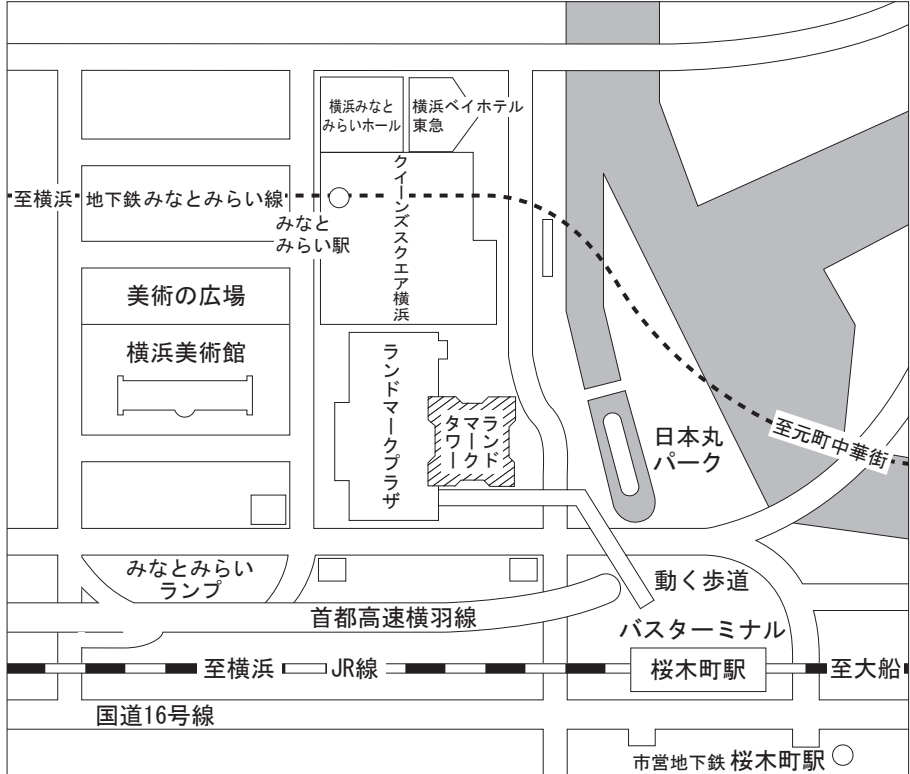 横浜みなと
みらいホール
横浜ベイホテル
東急
クイーンズスクエア横浜
至横浜
地下鉄みなとみらい線
みなと
みらい駅
美術の広場
横浜美術館
ランドマークプラザ
ランド
マーク
タワー
日本丸
パーク
至元町中華街
みなとみらい
ランプ
動く歩道
首都高速横羽線
バスターミナル
至横浜
JR線
桜木町駅
至大船
国道16号線
市営地下鉄 桜木町駅